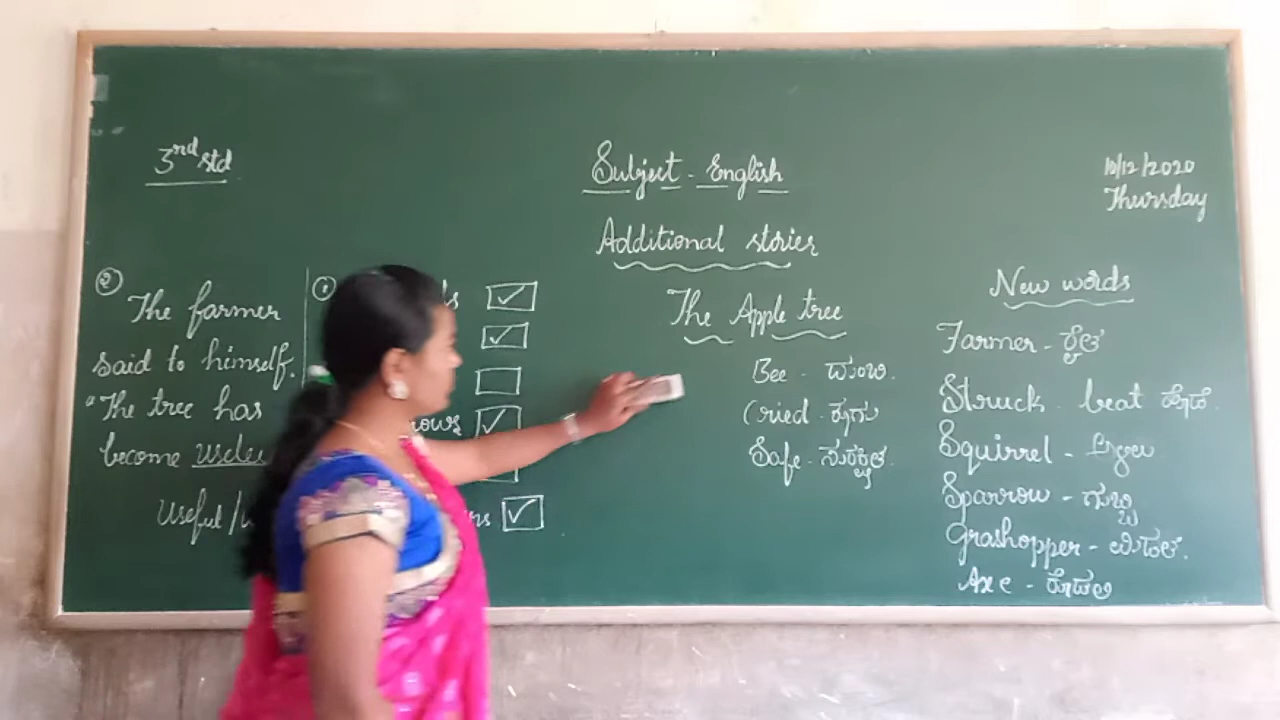 3rd std
Subject - English
10/12/2020
Thursday
Additional stories
②
The farmer
said to himself.
"The tree has
become
Useful /
①
The Apple tree
Bee - ದುಂಬಿ.
Cried - ಕೂಗು
Safe - ಸುರಕ್ಷಿತ.
New words
Farmer - ರೈತ
Struck - beat ಹೊಡೆ.
Squirrel - ಅಳಿಲು
Sparrow - ಗುಬ್ಬಿ
Grashopper - ಮಿಡತೆ.
Axe - ಕೊಡಲಿ